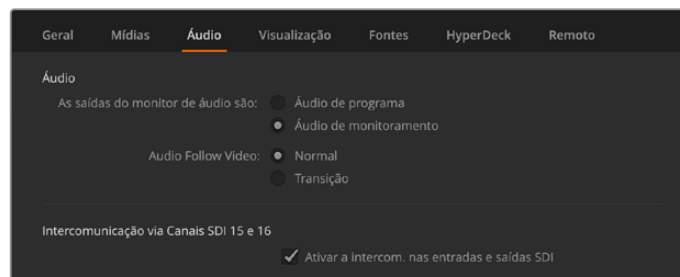 Geral Mídias Áudio Visualização Fontes HyperDeck Remoto
Áudio
As saídas do monitor de áudio são: Áudio de programa
Áudio de monitoramento
Audio Follow Video: Normal
Transição
Intercomunicação via Canais SDI 15 e 16
Ativar a intercom. nas entradas e saídas SDI